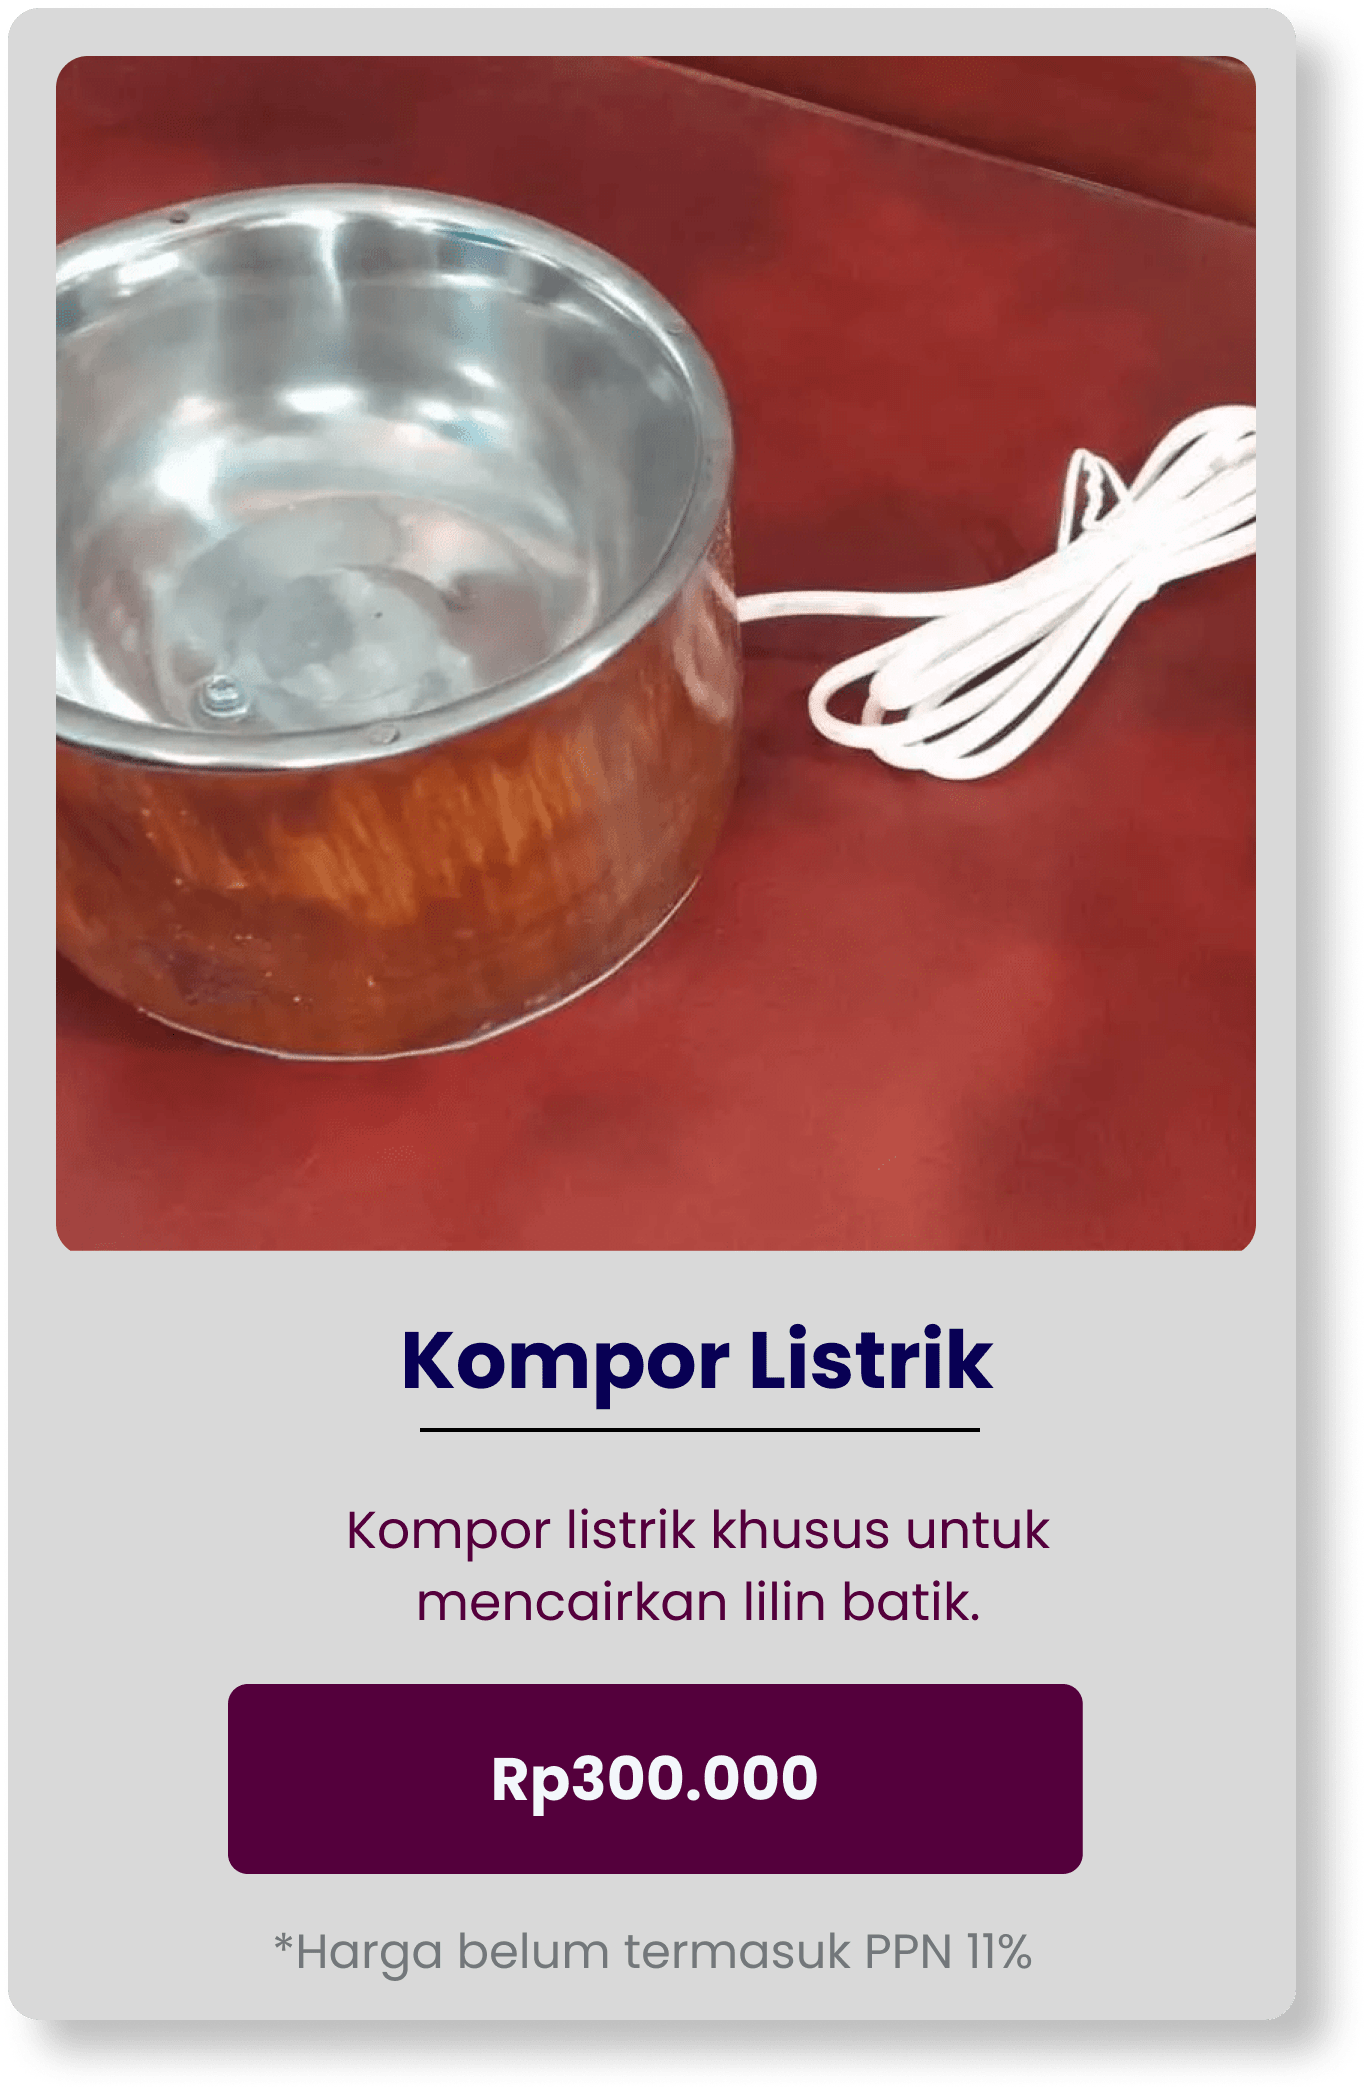 Kompor Listrik
Kompor listrik khusus untuk
mencairkan lilin batik.
Rp300.000
*Harga belum termasuk PPN 11%